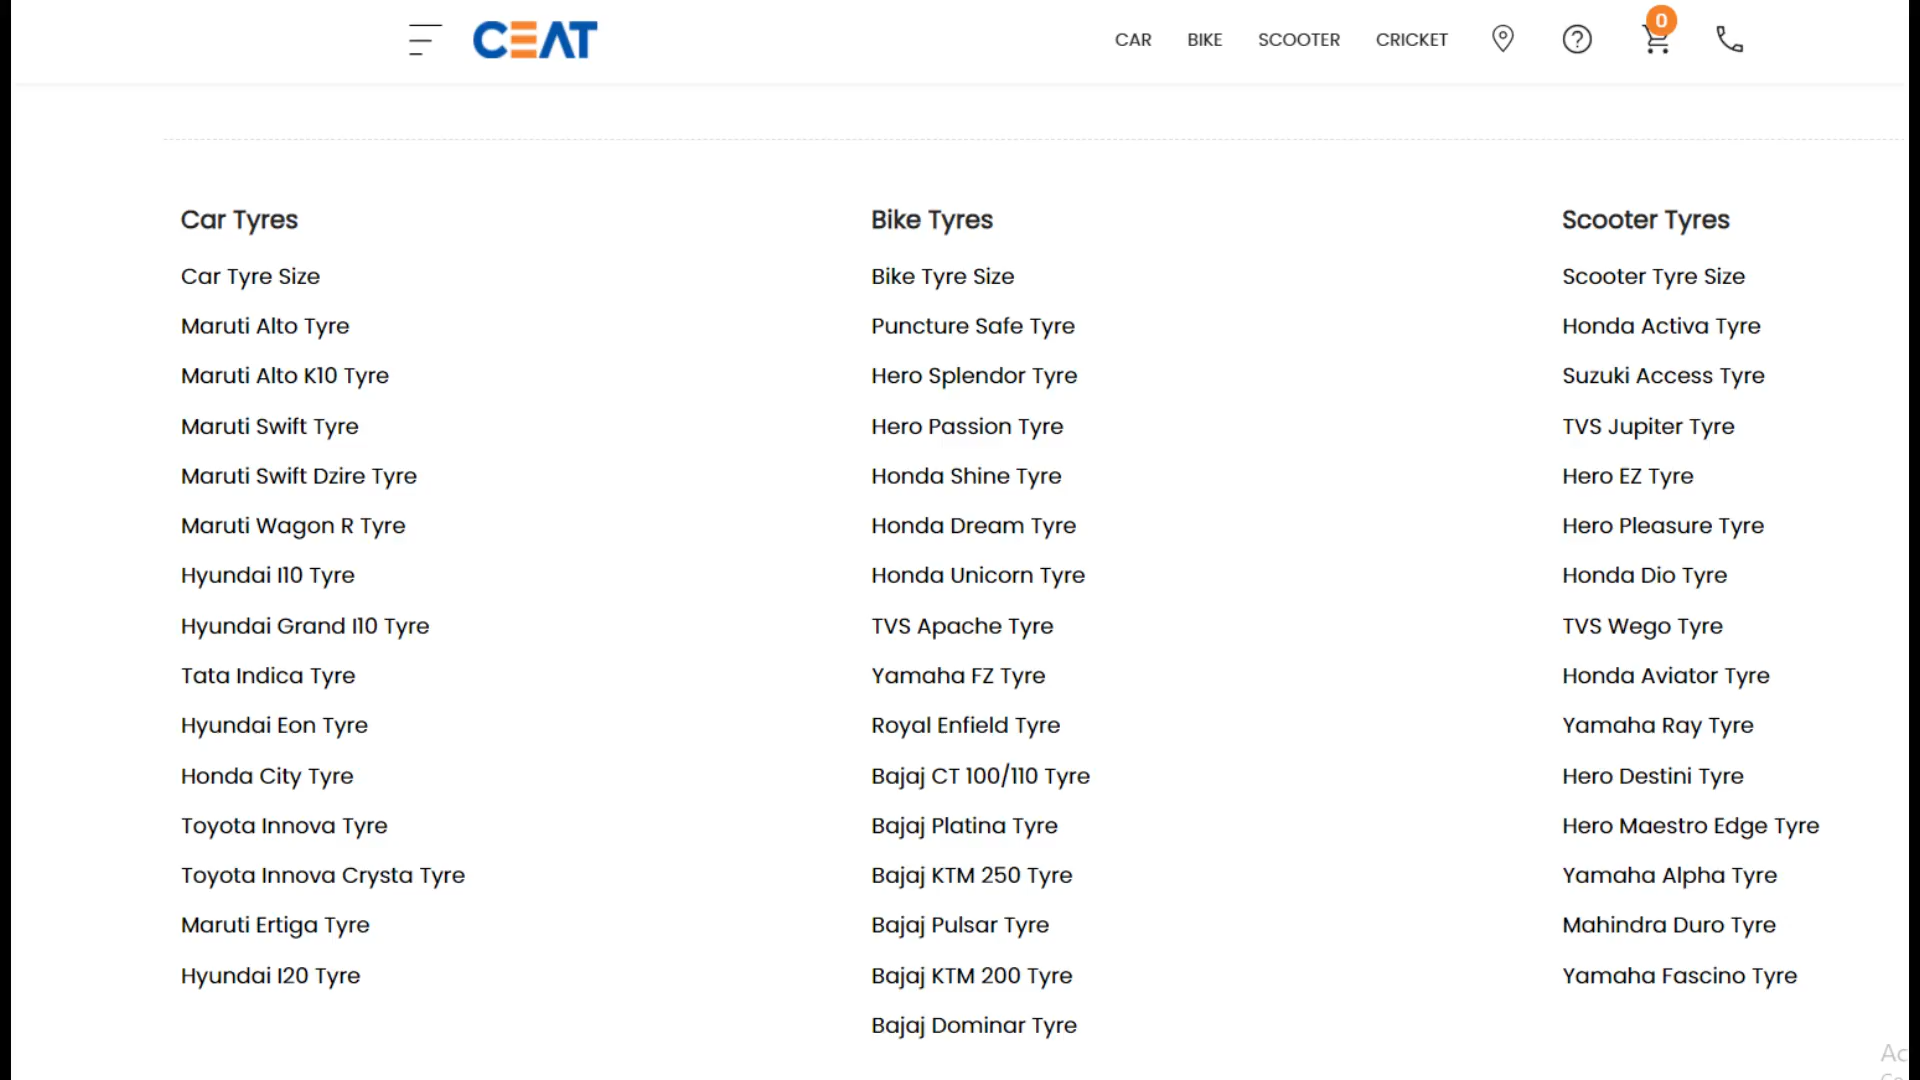 CEAT
CAR BIKE SCOOTER CRICKET 0
Car Tyres
Car Tyre Size
Maruti Alto Tyre
Maruti Alto K10 Tyre
Maruti Swift Tyre
Maruti Swift Dzire Tyre
Maruti Wagon R Tyre
Hyundai I10 Tyre
Hyundai Grand I10 Tyre
Tata Indica Tyre
Hyundai Eon Tyre
Honda City Tyre
Toyota Innova Tyre
Toyota Innova Crysta Tyre
Maruti Ertiga Tyre
Hyundai I20 Tyre
Bike Tyres
Bike Tyre Size
Puncture Safe Tyre
Hero Splendor Tyre
Hero Passion Tyre
Honda Shine Tyre
Honda Dream Tyre
Honda Unicorn Tyre
TVS Apache Tyre
Yamaha FZ Tyre
Royal Enfield Tyre
Bajaj CT 100/110 Tyre
Bajaj Platina Tyre
Bajaj KTM 250 Tyre
Bajaj Pulsar Tyre
Bajaj KTM 200 Tyre
Bajaj Dominar Tyre
Scooter Tyres
Scooter Tyre Size
Honda Activa Tyre
Suzuki Access Tyre
TVS Jupiter Tyre
Hero EZ Tyre
Hero Pleasure Tyre
Honda Dio Tyre
TVS Wego Tyre
Honda Aviator Tyre
Yamaha Ray Tyre
Hero Destini Tyre
Hero Maestro Edge Tyre
Yamaha Alpha Tyre
Mahindra Duro Tyre
Yamaha Fascino Tyre